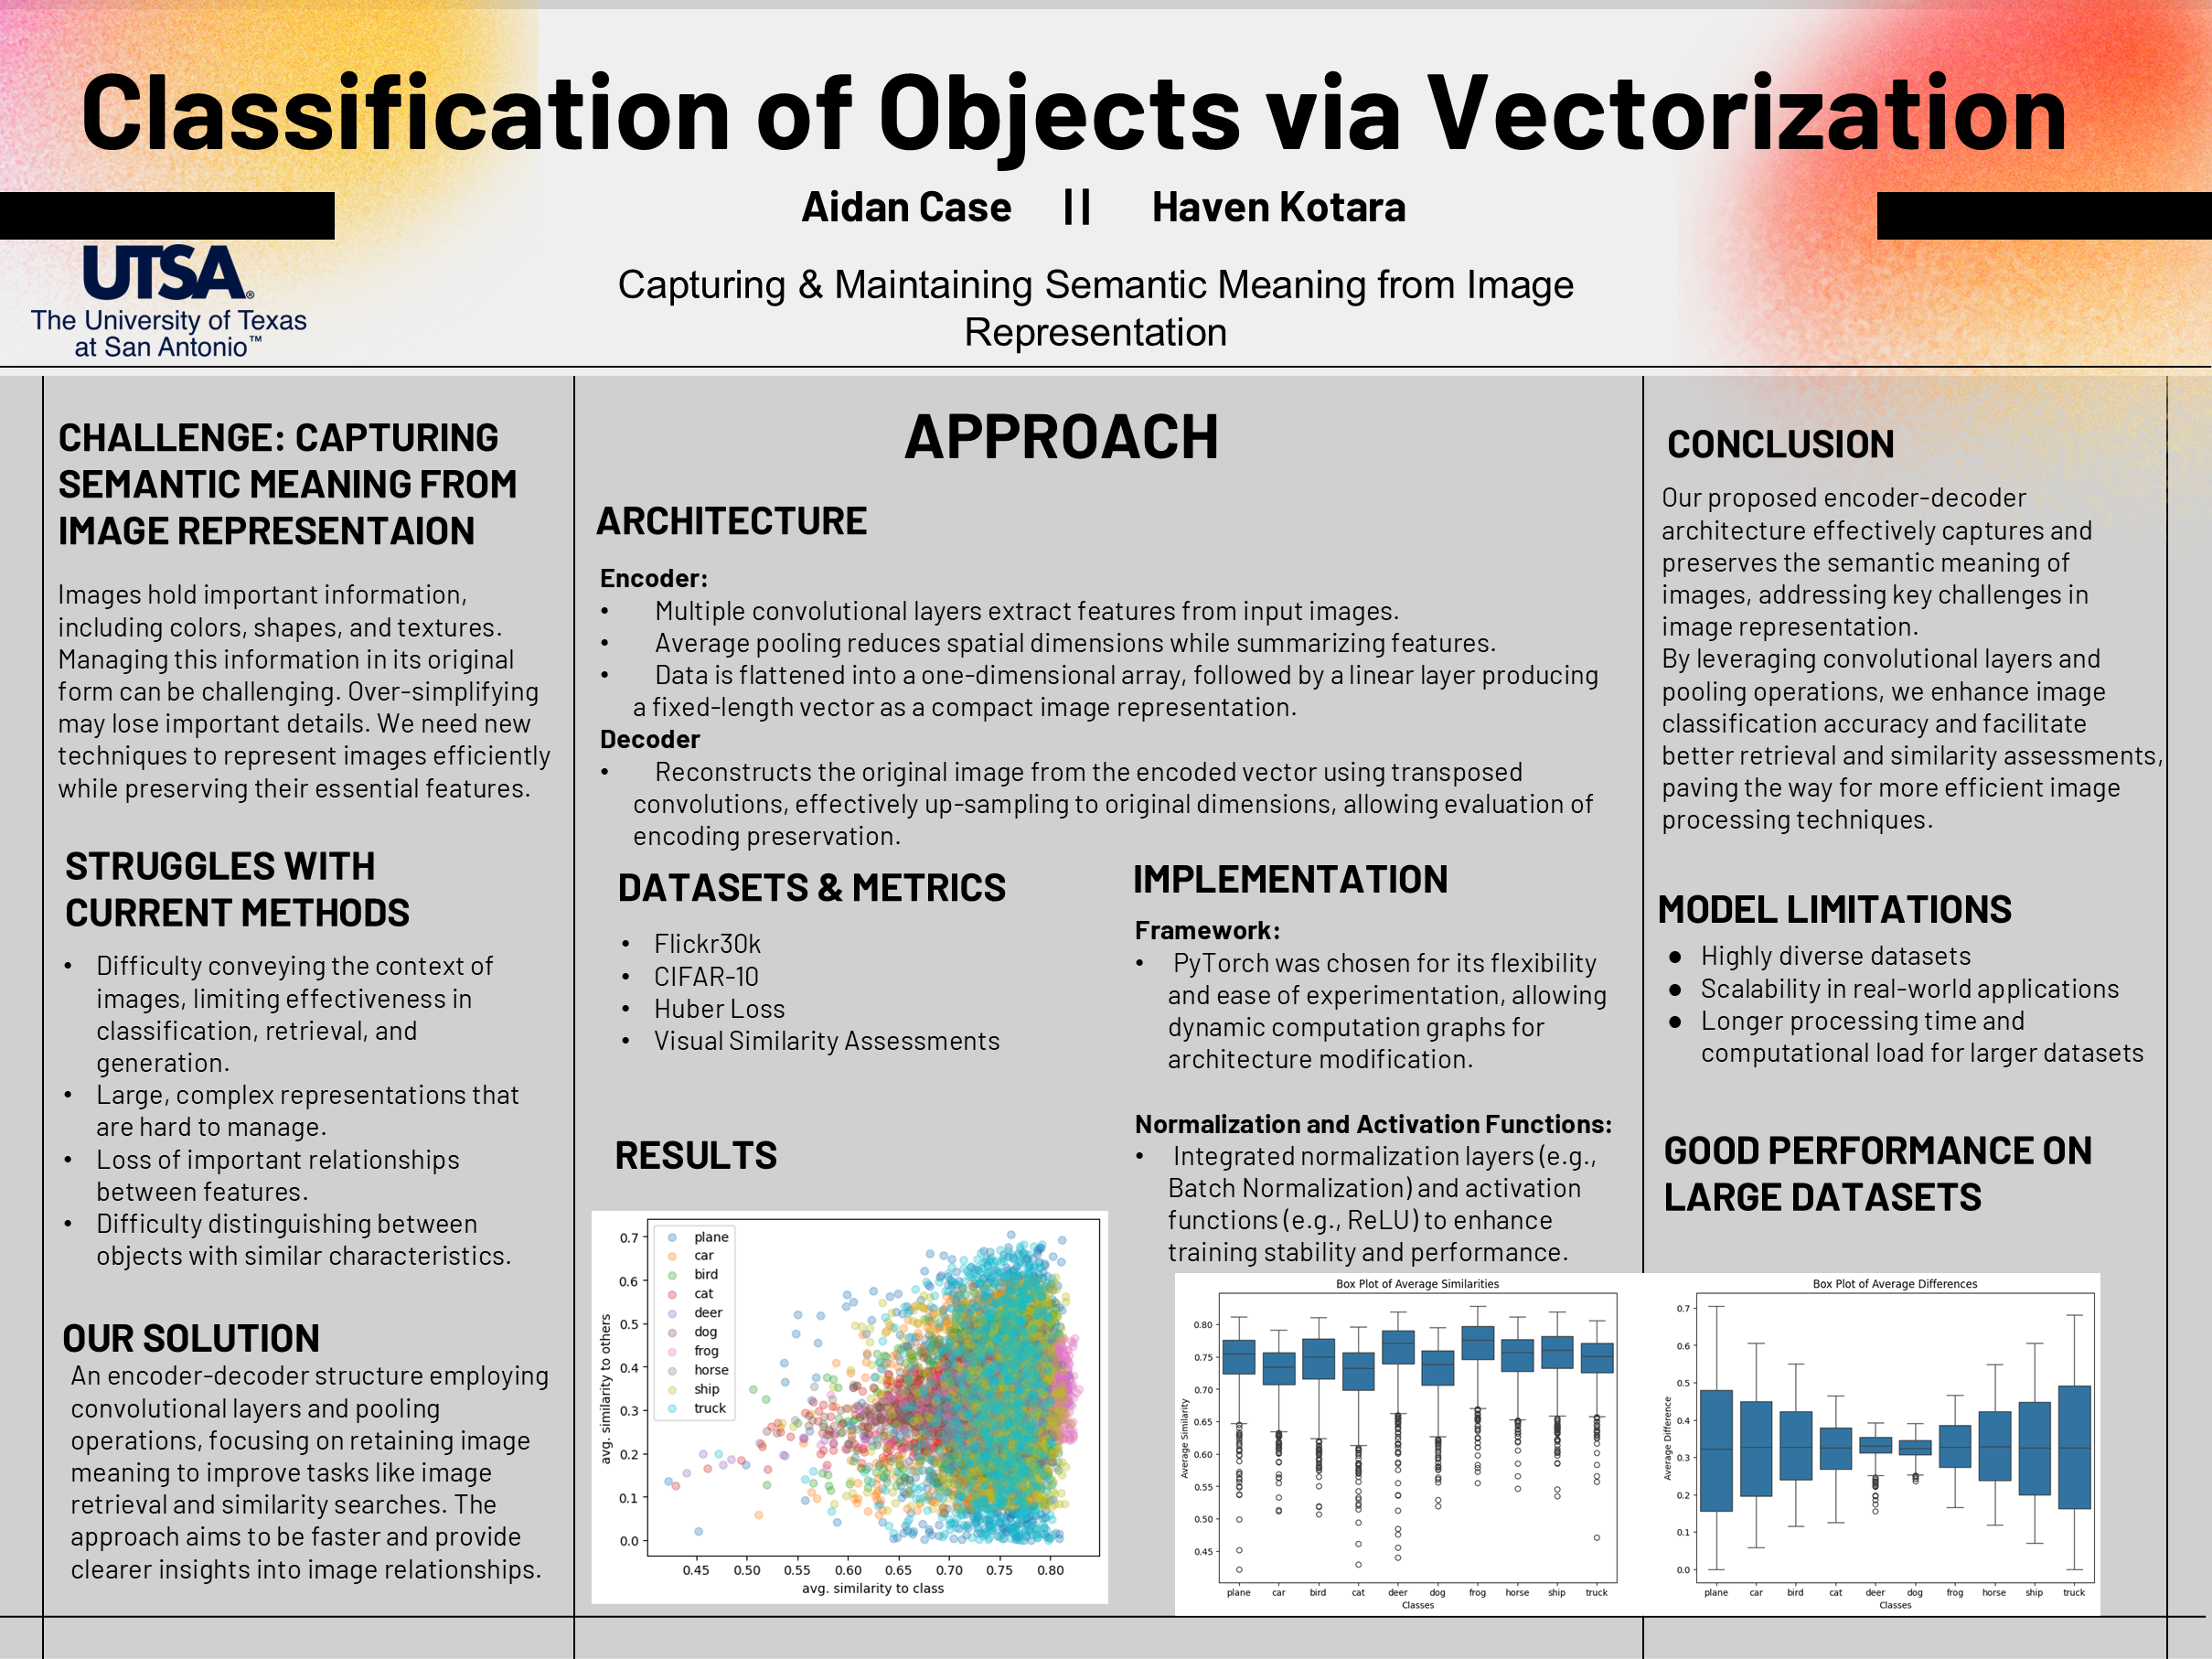 Classification of Objects via Vectorization
Aidan Case || Haven Kotara
UTSA®
The University of Texas
at San Antonio™
Capturing & Maintaining Semantic Meaning from Image
Representation
CHALLENGE: CAPTURING
SEMANTIC MEANING FROM
IMAGE REPRESENTAION
Images hold important information,
including colors, shapes, and textures.
Managing this information in its original
form can be challenging. Over-simplifying
may lose important details. We need new
techniques to represent images efficiently
while preserving their essential features.
STRUGGLES WITH
CURRENT METHODS
• Difficulty conveying the context of
images, limiting effectiveness in
classification, retrieval, and
generation.
• Large, complex representations that
are hard to manage.
• Loss of important relationships
between features.
• Difficulty distinguishing between
objects with similar characteristics.
OUR SOLUTION
An encoder-decoder structure employing
convolutional layers and pooling
operations, focusing on retaining image
meaning to improve tasks like image
retrieval and similarity searches. The
approach aims to be faster and provide
clearer insights into image relationships.
APPROACH
ARCHITECTURE
Encoder:
• Multiple convolutional layers extract features from input images.
• Average pooling reduces spatial dimensions while summarizing features.
• Data is flattened into a one-dimensional array, followed by a linear layer producing
a fixed-length vector as a compact image representation.
Decoder
• Reconstructs the original image from the encoded vector using transposed
convolutions, effectively up-sampling to original dimensions, allowing evaluation of
encoding preservation.
DATASETS & METRICS
• Flickr30k
• CIFAR-10
• Huber Loss
• Visual Similarity Assessments
RESULTS
0.7
0.6
0.5
0.4
0.3
0.2
0.1
0.0
avg. similarity to others
plane
car
bird
cat
deer
dog
frog
horse
ship
truck
0.45 0.50 0.55 0.60 0.65 0.70 0.75 0.80
avg. similarity to class
IMPLEMENTATION
Framework:
• PyTorch was chosen for its flexibility
and ease of experimentation, allowing
dynamic computation graphs for
architecture modification.
Normalization and Activation Functions:
• Integrated normalization layers (e.g.,
Batch Normalization) and activation
functions (e.g., ReLU) to enhance
training stability and performance.
Box Plot of Average Similarities
0.80
0.75
0.70
0.65
0.60
0.55
0.50
0.45
Average Similarity
plane car bird cat deer dog frog horse ship truck
Classes
CONCLUSION
Our proposed encoder-decoder
architecture effectively captures and
preserves the semantic meaning of
images, addressing key challenges in
image representation.
By leveraging convolutional layers and
pooling operations, we enhance image
classification accuracy and facilitate
better retrieval and similarity assessments,
paving the way for more efficient image
processing techniques.
MODEL LIMITATIONS
● Highly diverse datasets
● Scalability in real-world applications
● Longer processing time and
computational load for larger datasets
GOOD PERFORMANCE ON
LARGE DATASETS
Box Plot of Average Differences
0.7
0.6
0.5
0.4
0.3
0.2
0.1
0.0
Average Difference
plane car bird cat deer dog frog horse ship truck
Classes